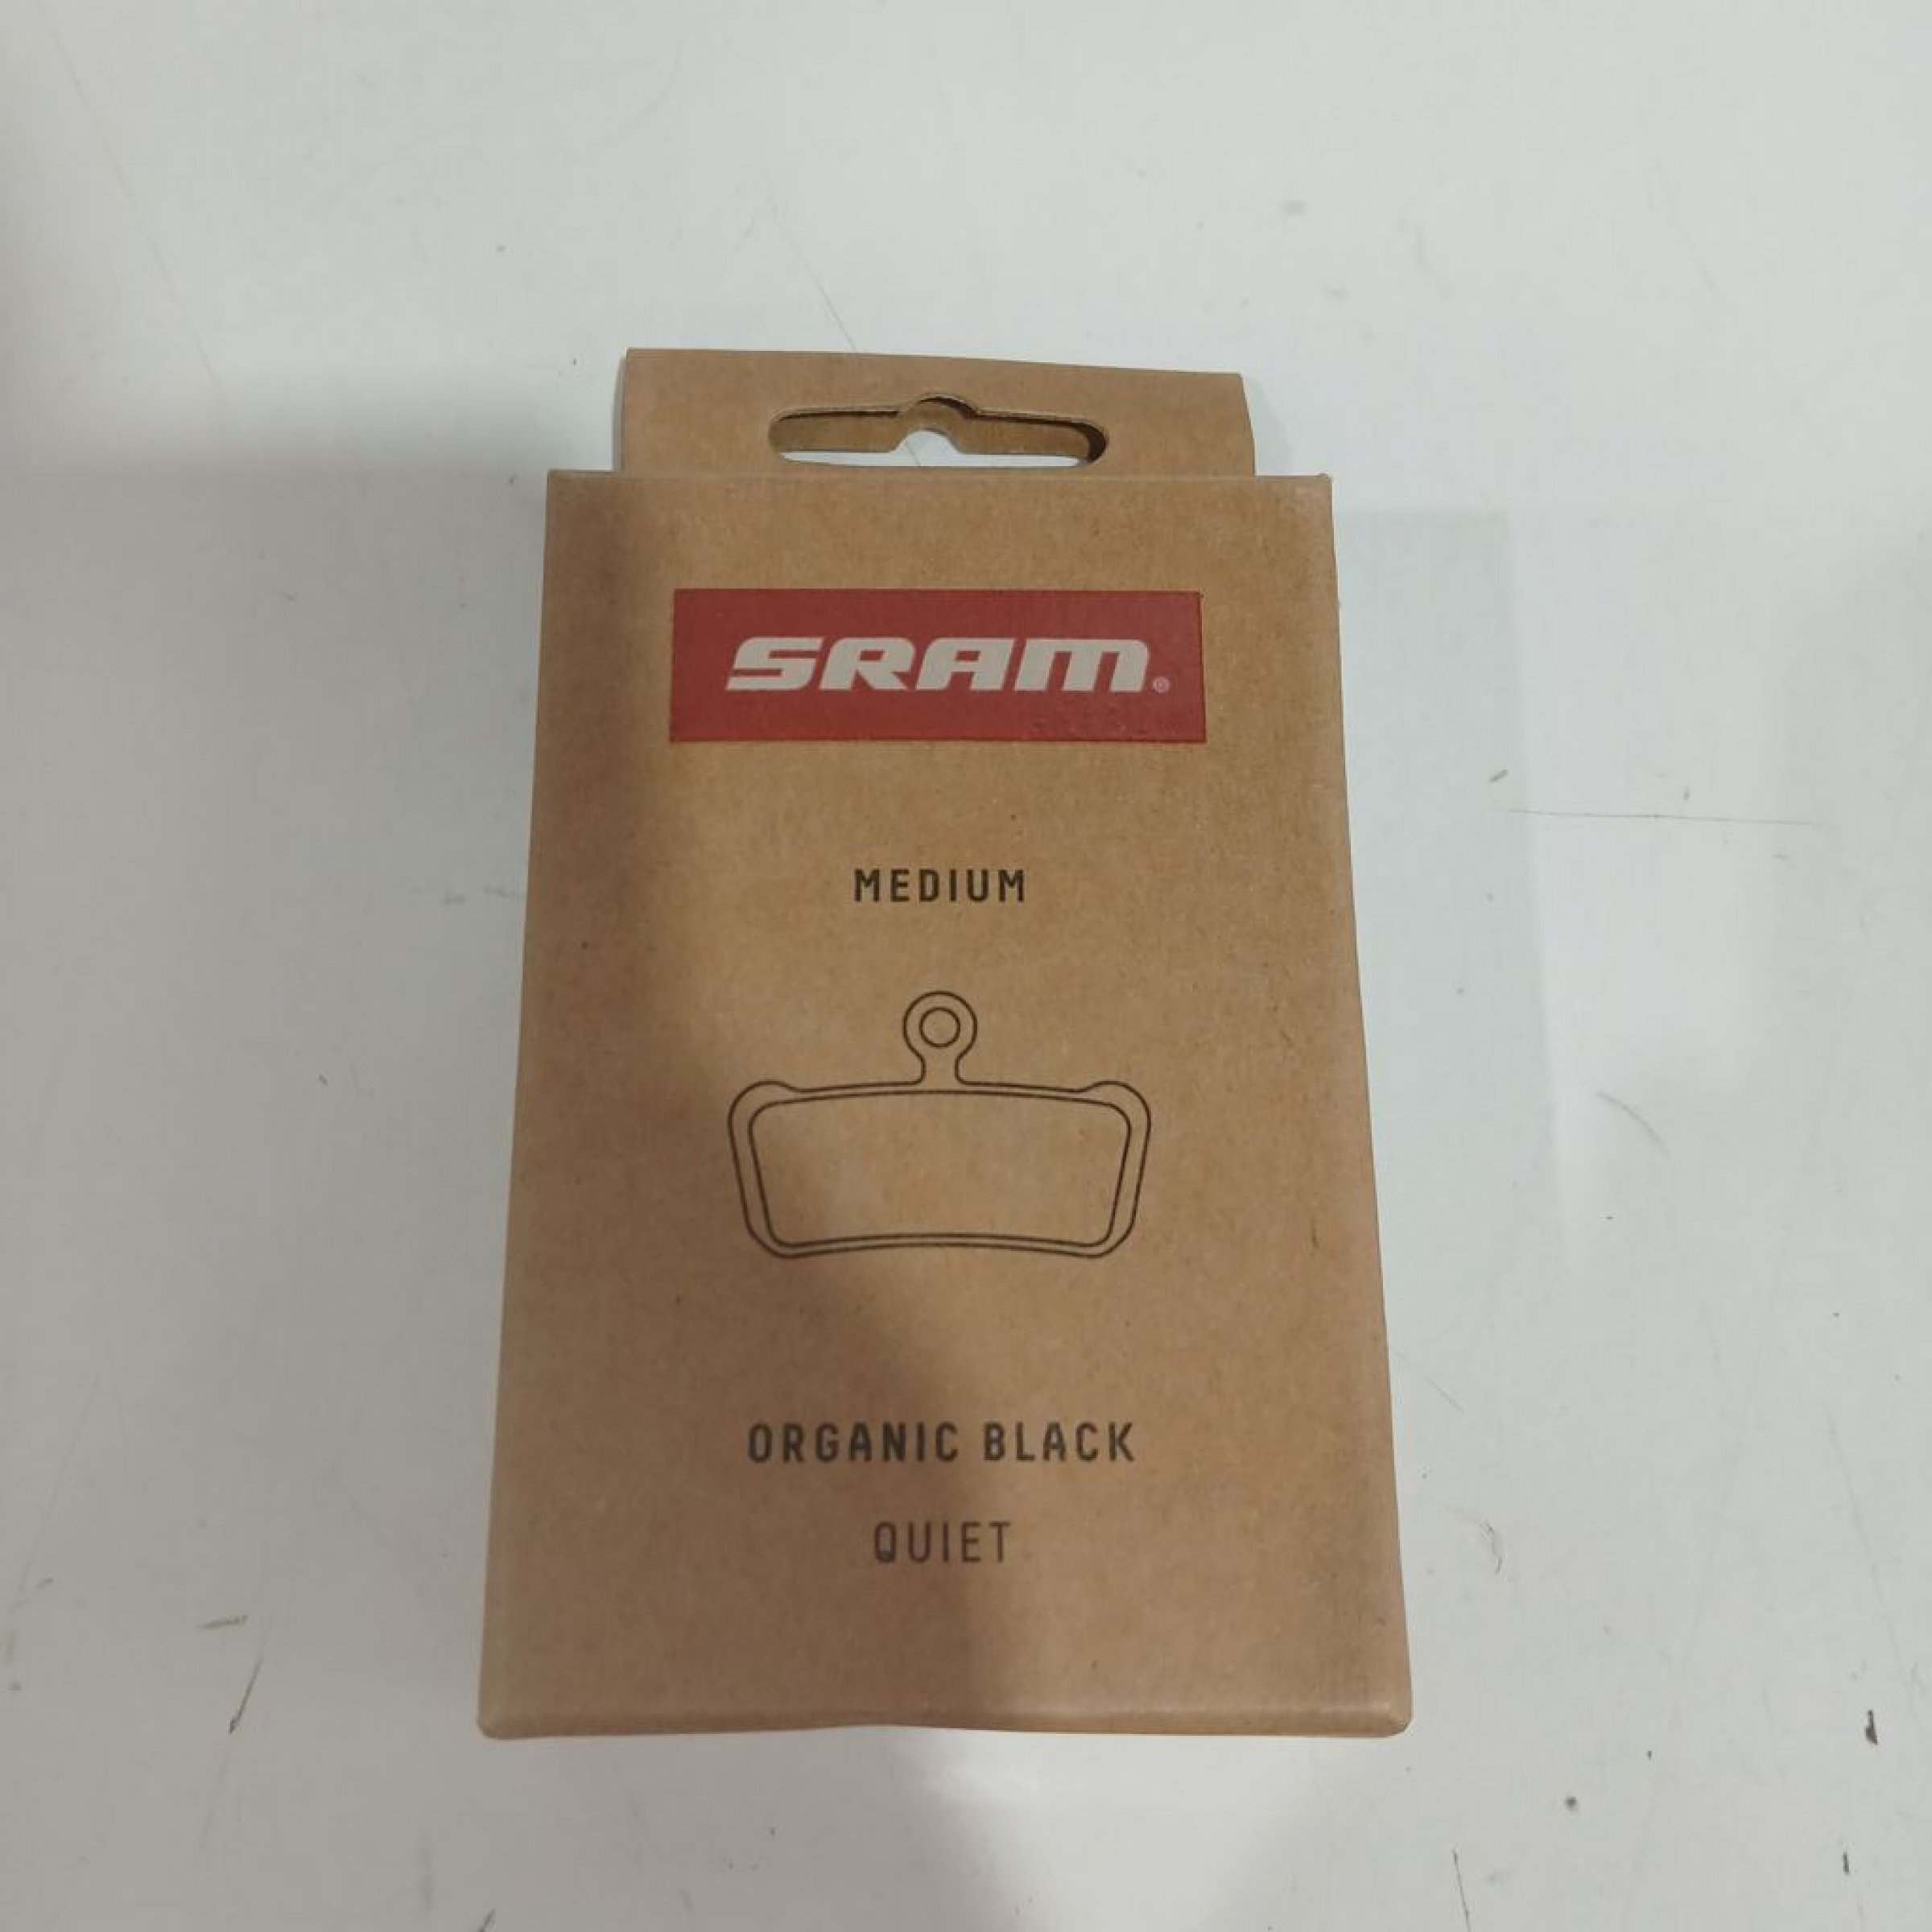 SRAM®
MEDIUM
ORGANIC BLACK
QUIET